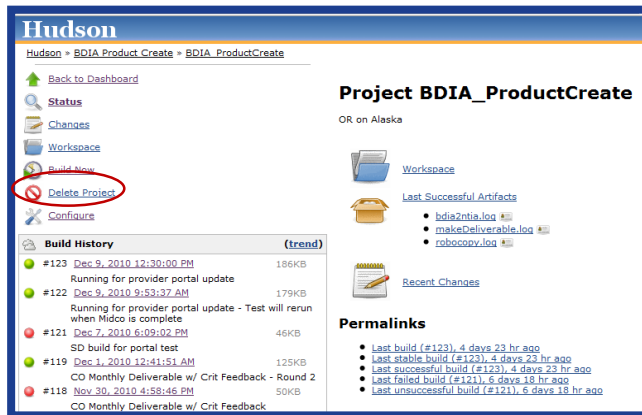 Hudson
Hudson » BDIA Product Create » BDIA_ProductCreate
Back to Dashboard
Status
Changes
Workspace
Build Now
Delete Project
Configure
Build History (trend)
#123 Dec 9, 2010 12:30:00 PM 186KB
Running for provider portal update
#122 Dec 9, 2010 9:53:37 AM 179KB
Running for provider portal update - Test will rerun
when Midco is complete
#121 Dec 7, 2010 6:09:02 PM 46KB
SD build for portal test
#119 Dec 1, 2010 12:41:51 AM 125KB
CO Monthly Deliverable w/ Crit Feedback - Round 2
#118 Nov 30, 2010 4:58:46 PM 50KB
CO Monthly Deliverable w/ Crit Feedback
Project BDIA_ProductCreate
OR on Alaska
Workspace
Last Successful Artifacts
bdia2ntia.log
makeDeliverable.log
robocopy.log
Recent Changes
Permalinks
Last build (#123), 4 days 23 hr ago
Last stable build (#123), 4 days 23 hr ago
Last successful build (#123), 4 days 23 hr ago
Last failed build (#121), 6 days 18 hr ago
Last unsuccessful build (#121), 6 days 18 hr ago